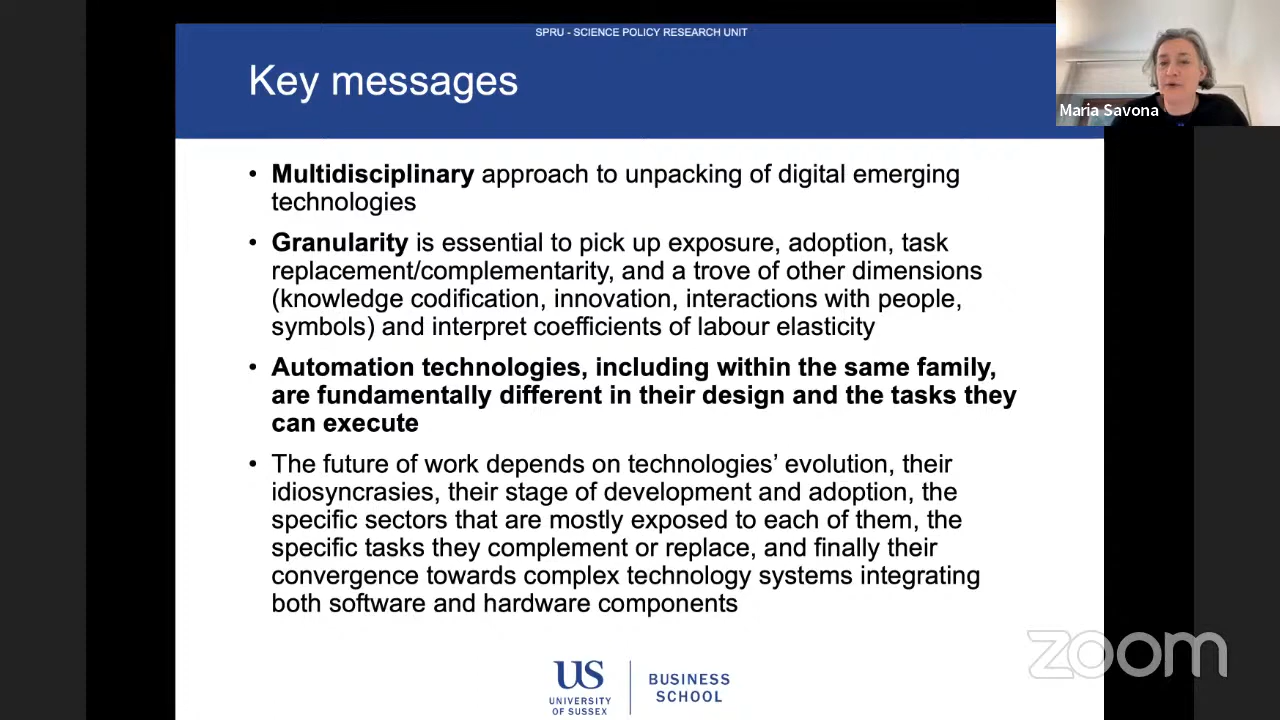 SPRU - SCIENCE POLICY RESEARCH UNIT
Key messages
Maria Savona
• Multidisciplinary approach to unpacking of digital emerging
technologies
• Granularity is essential to pick up exposure, adoption, task
replacement/complementarity, and a trove of other dimensions
(knowledge codification, innovation, interactions with people,
symbols) and interpret coefficients of labour elasticity
• Automation technologies, including within the same family,
are fundamentally different in their design and the tasks they
can execute
• The future of work depends on technologies’ evolution, their
idiosyncrasies, their stage of development and adoption, the
specific sectors that are mostly exposed to each of them, the
specific tasks they complement or replace, and finally their
convergence towards complex technology systems integrating
both software and hardware components
US
UNIVERSITY
OF SUSSEX
BUSINESS
SCHOOL
zoom